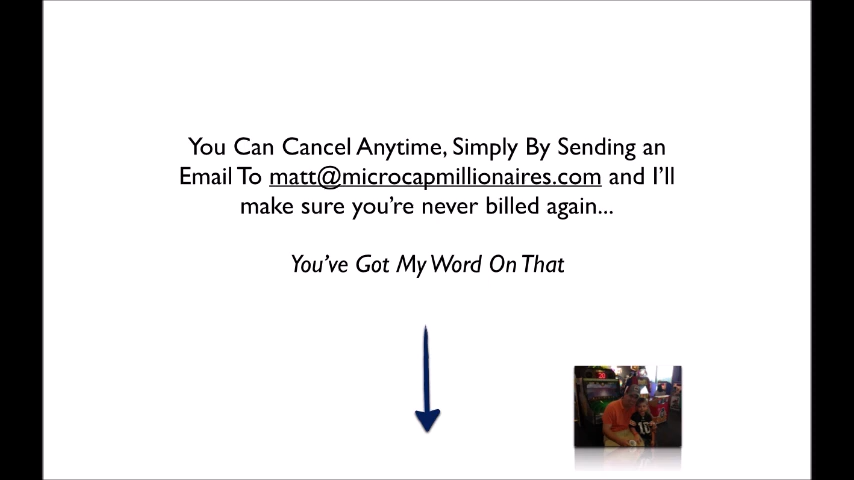 You Can Cancel Anytime, Simply By Sending an
Email To matt@microcapmillionaires.com and I'll
make sure you're never billed again...
You've Got My Word On That